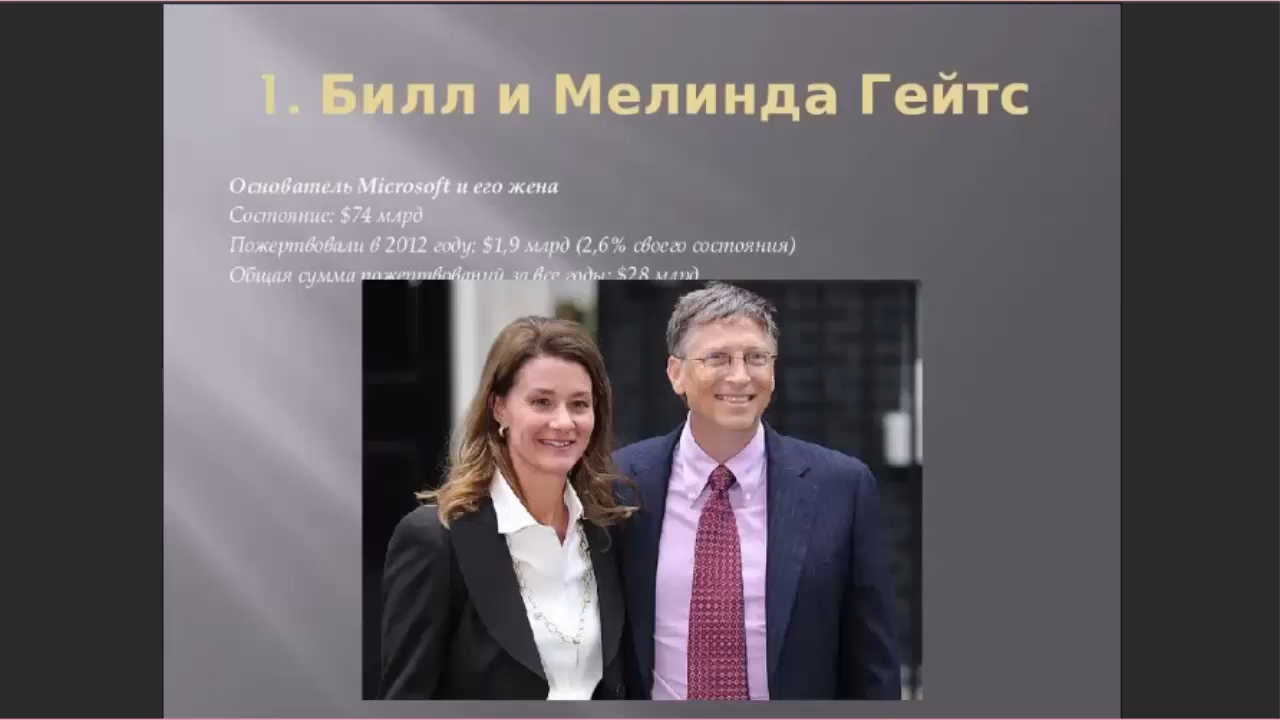 1. Билл и Мелинда Гейтс
Основатель Microsoft и его жена
Состояние: $74 млрд
Пожертвовали в 2012 году: $1,9 млрд (2,6% своего состояния)
Общая сумма пожертвований за все годы: $28 млрд